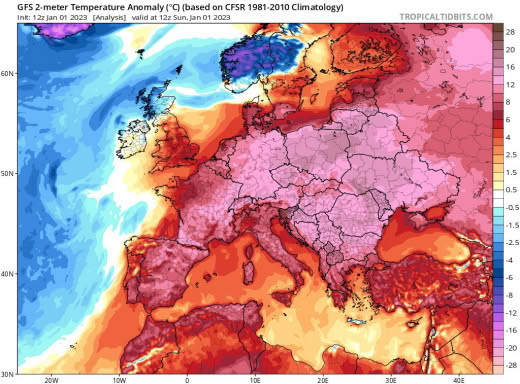 GFS 2-meter Temperature Anomaly (°C) (based on CFSR 1981-2010 Climatology)
Init: 12z Jan 01 2023   [Analysis]   valid at 12z Sun, Jan 01 2023
TROPICALTIDBITS.COM
60N
50N
40N
30N
20W
10W
0
10E
20E
30E
40E
28
20
16
12
8
6
4
2.5
1.5
0.5
-0.5
-1.5
-2.5
-4
-6
-8
-12
-16
-20
-28